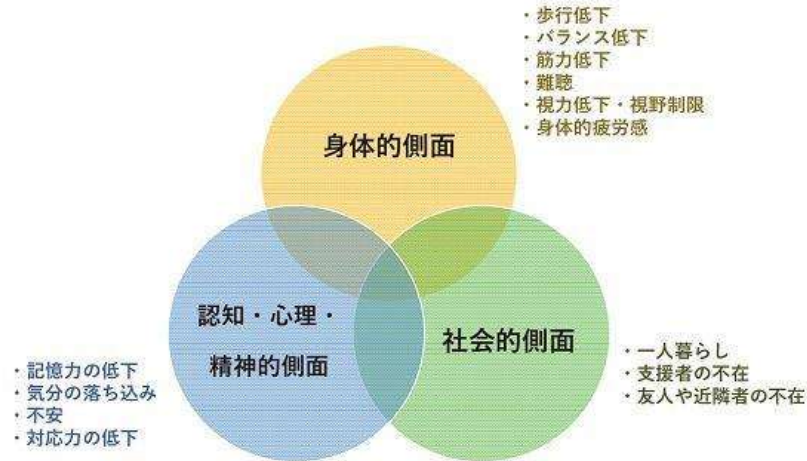 ・歩行低下
・バランス低下
・筋力低下
・難聴
・視力低下・視野制限
・身体的疲労感
身体的側面
認知・心理・
精神的側面
・記憶力の低下
・気分の落ち込み
・不安
・対応力の低下
社会的側面
・一人暮らし
・支援者の不在
・友人や近隣者の不在